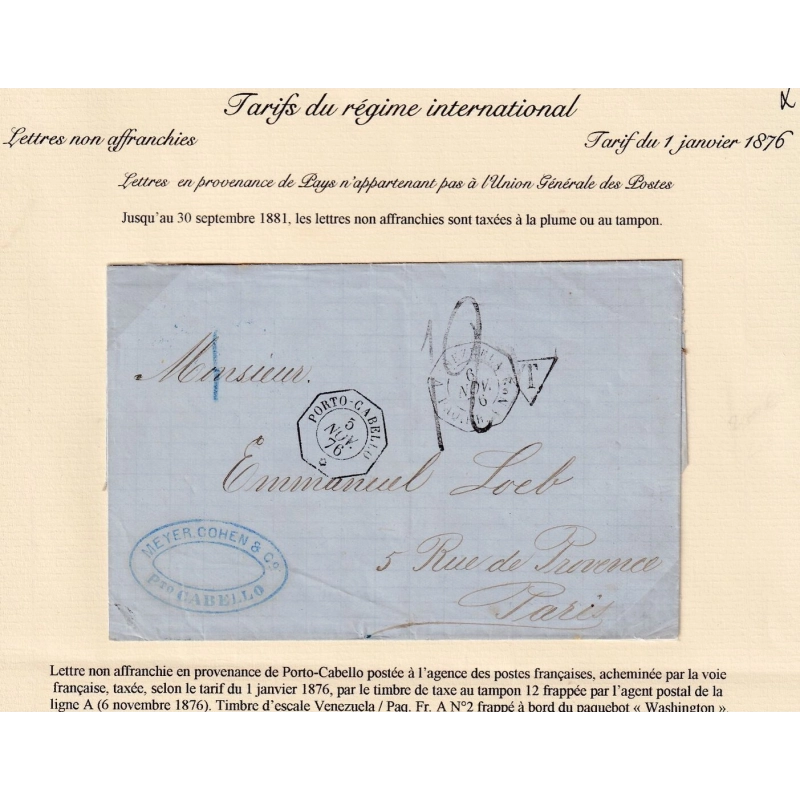 Tarifs du régime international
Lettres non affranchies
Tarif du 1 janvier 1876
Lettres en provenance de Pays n'appartenant pas à l'Union Générale des Postes
Jusqu'au 30 septembre 1881, les lettres non affranchies sont taxées à la plume ou au tampon.
Monsieur.
PORTO-CABELLO
5
NOV.
76
6
NOV.
6
T
Emmanuel Loeb
5 Rue de Provence
Paris
MEYER.COHEN & Co
PTO CABELLO
Lettre non affranchie en provenance de Porto-Cabello postée à l'agence des postes françaises, acheminée par la voie
française, taxée, selon le tarif du 1 janvier 1876, par le timbre de taxe au tampon 12 frappée par l'agent postal de la
ligne A (6 novembre 1876). Timbre d'escale Venezuela / Paq. Fr. A N°2 frappé à bord du paquebot « Washington ».